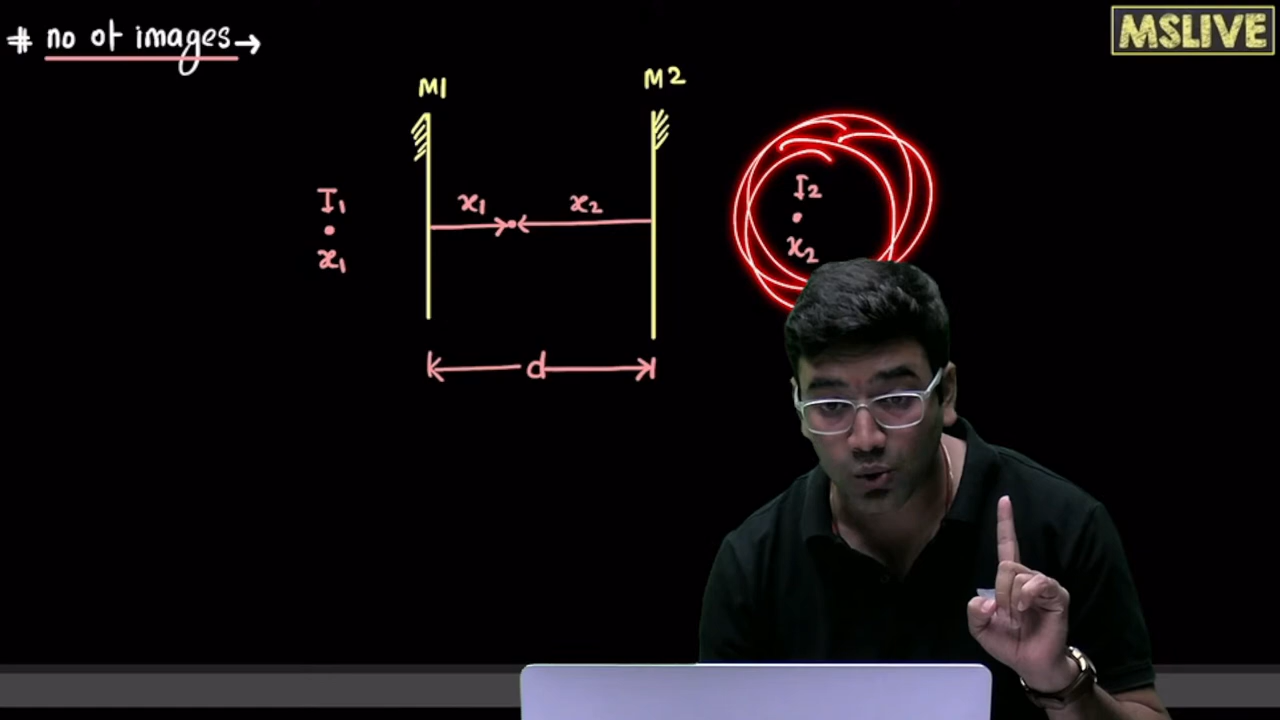 # no of images→
MSLIVE
M1
M2
I1
x1
x1
x2
I2
x2
d